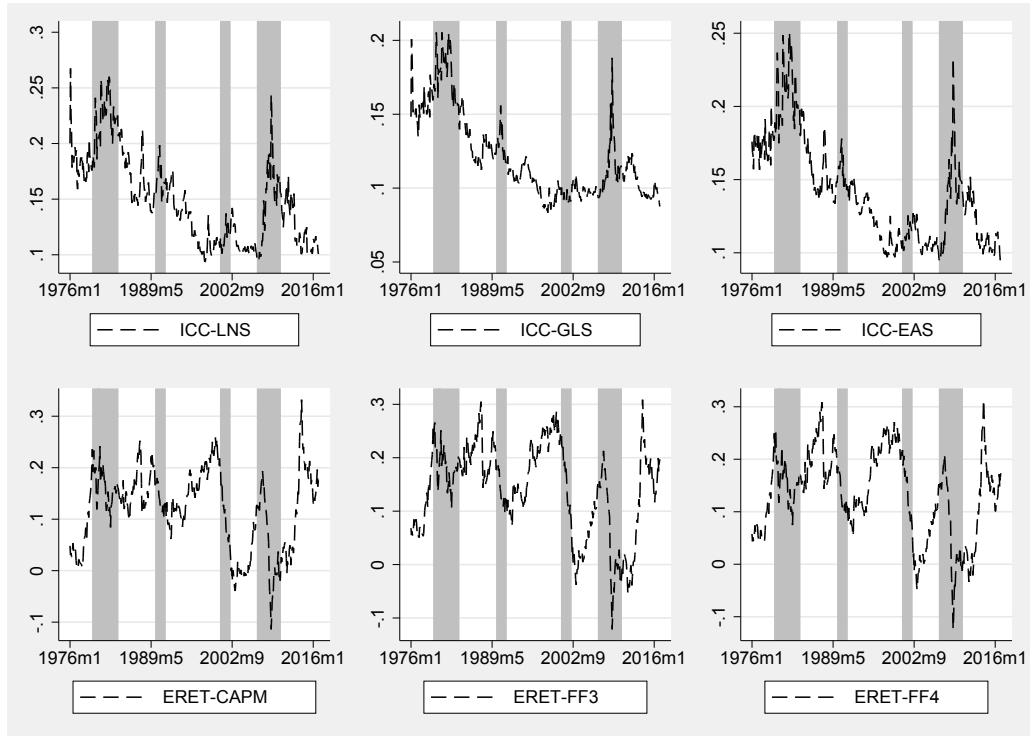 .3
.25
.2
.15
.1
1976m1 1989m5 2002m9 2016m1
ICC-LNS
.2
.15
.1
.05
1976m1 1989m5 2002m9 2016m1
ICC-GLS
.25
.2
.15
.1
1976m1 1989m5 2002m9 2016m1
ICC-EAS
.3
.2
.1
0
-.1
1976m1 1989m5 2002m9 2016m1
ERET-CAPM
.3
.2
.1
0
-.1
1976m1 1989m5 2002m9 2016m1
ERET-FF3
.3
.2
.1
0
-.1
1976m1 1989m5 2002m9 2016m1
ERET-FF4